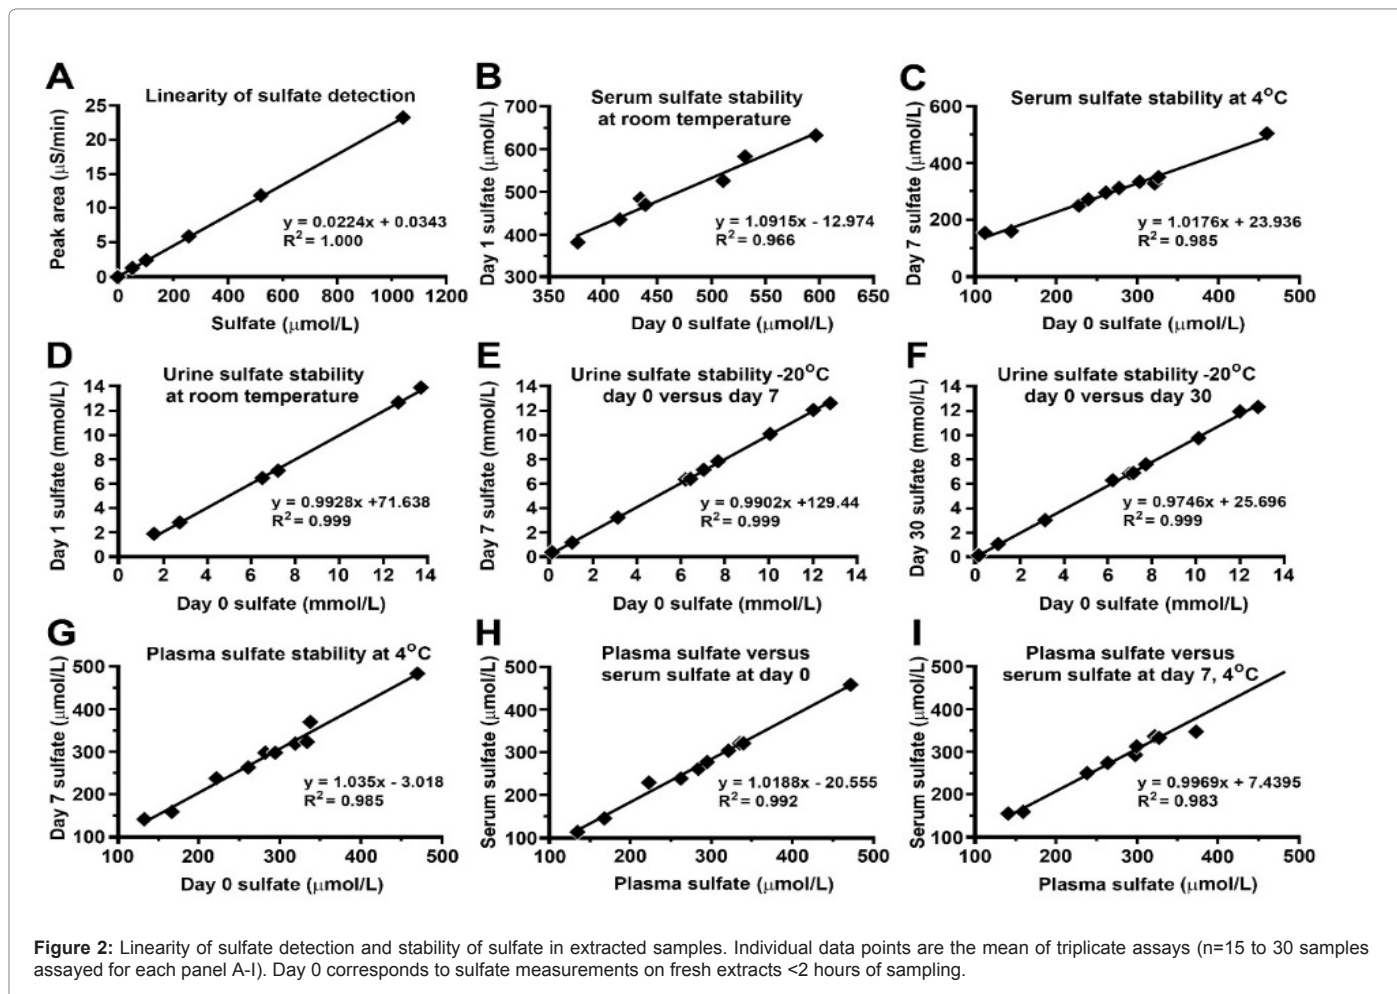 A
Linearity of sulfate detection
Peak area (μS/min)
25
20
15
10
5
0
y = 0.0224x + 0.0343
R² = 1.000
0 200 400 600 800 1000 1200
Sulfate (μmol/L)
B
Serum sulfate stability
at room temperature
Day 1 sulfate (μmol/L)
700
600
500
400
300
y = 1.0915x - 12.974
R² = 0.966
350 400 450 500 550 600 650
Day 0 sulfate (μmol/L)
C
Serum sulfate stability at 4°C
Day 7 sulfate (μmol/L)
600
400
200
0
y = 1.0176x + 23.936
R² = 0.985
100 200 300 400 500
Day 0 sulfate (μmol/L)
D
Urine sulfate stability
at room temperature
Day 1 sulfate (mmol/L)
14
12
10
8
6
4
2
0
y = 0.9928x +71.638
R² = 0.999
0 2 4 6 8 10 12 14
Day 0 sulfate (mmol/L)
E
Urine sulfate stability -20°C
day 0 versus day 7
Day 7 sulfate (mmol/L)
14
12
10
8
6
4
2
0
y = 0.9902x +129.44
R² = 0.999
0 2 4 6 8 10 12 14
Day 0 sulfate (mmol/L)
F
Urine sulfate stability -20°C
day 0 versus day 30
Day 30 sulfate (mmol/L)
14
12
10
8
6
4
2
0
y = 0.9746x + 25.696
R² = 0.999
0 2 4 6 8 10 12 14
Day 0 sulfate (mmol/L)
G
Plasma sulfate stability at 4°C
Day 7 sulfate (μmol/L)
500
400
300
200
100
y = 1.035x - 3.018
R² = 0.985
100 200 300 400 500
Day 0 sulfate (μmol/L)
H
Plasma sulfate versus
serum sulfate at day 0
Serum sulfate (μmol/L)
500
400
300
200
100
y = 1.0188x - 20.555
R² = 0.992
100 200 300 400 500
Plasma sulfate (μmol/L)
I
Plasma sulfate versus
serum sulfate at day 7, 4°C
Serum sulfate (μmol/L)
500
400
300
200
100
y = 0.9969x + 7.4395
R² = 0.983
100 200 300 400 500
Plasma sulfate (μmol/L)
Figure 2: Linearity of sulfate detection and stability of sulfate in extracted samples. Individual data points are the mean of triplicate assays (n=15 to 30 samples
assayed for each panel A-I). Day 0 corresponds to sulfate measurements on fresh extracts <2 hours of sampling.